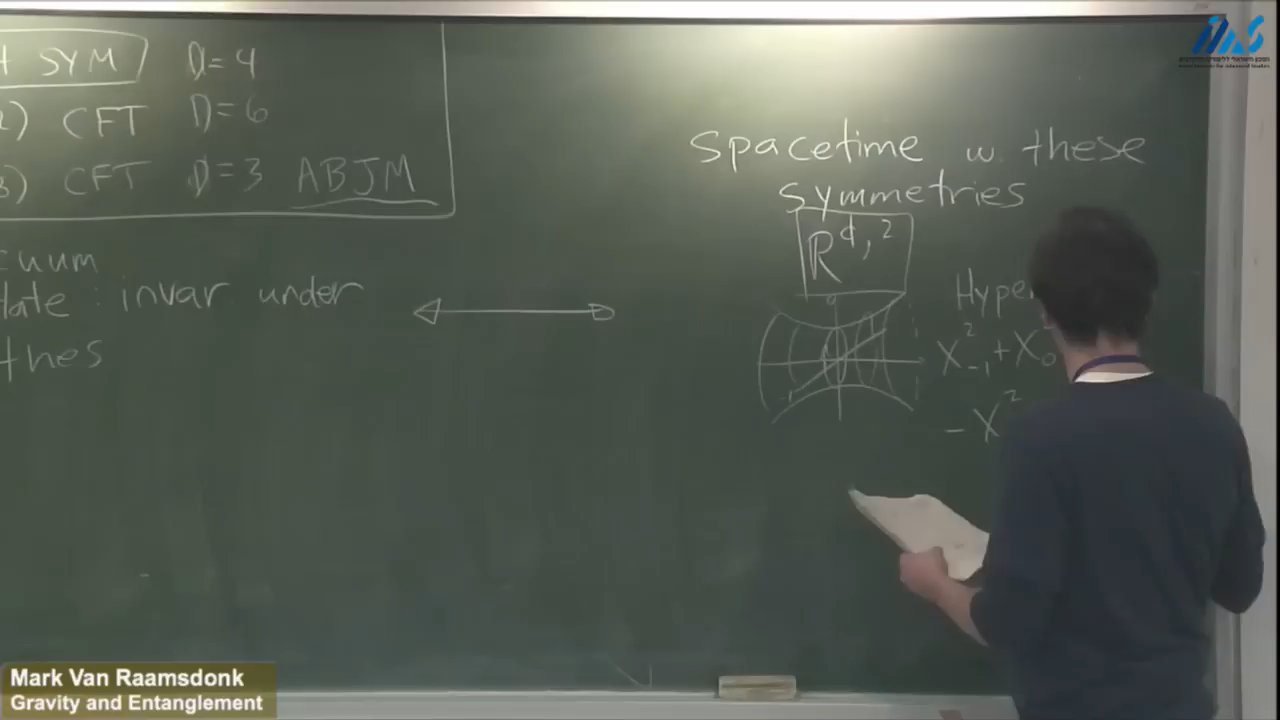 4 SYM D=4
) CFT D=6
) CFT D=3 ABJM
cuum
tate : invar under
thes
Spacetime w. these
symmetries
ℝ^{d,2}
Hype
X²₋₁ + X₀
- X²
Mark Van Raamsdonk
Gravity and Entanglement